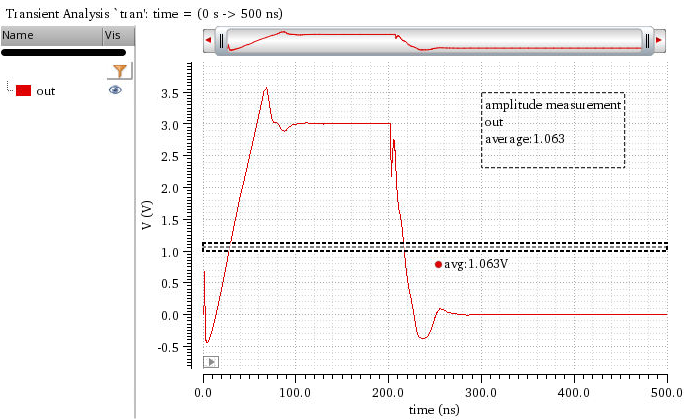 Transient Analysis `tran': time = (0 s -> 500 ns)
Name Vis
out
3.5
3.0
2.5
2.0
1.5
1.0
0.5
0.0
-0.5
V (V)
amplitude measurement
out
average:1.063
avg:1.063V
0.0 100.0 200.0 300.0 400.0 500.0
time (ns)